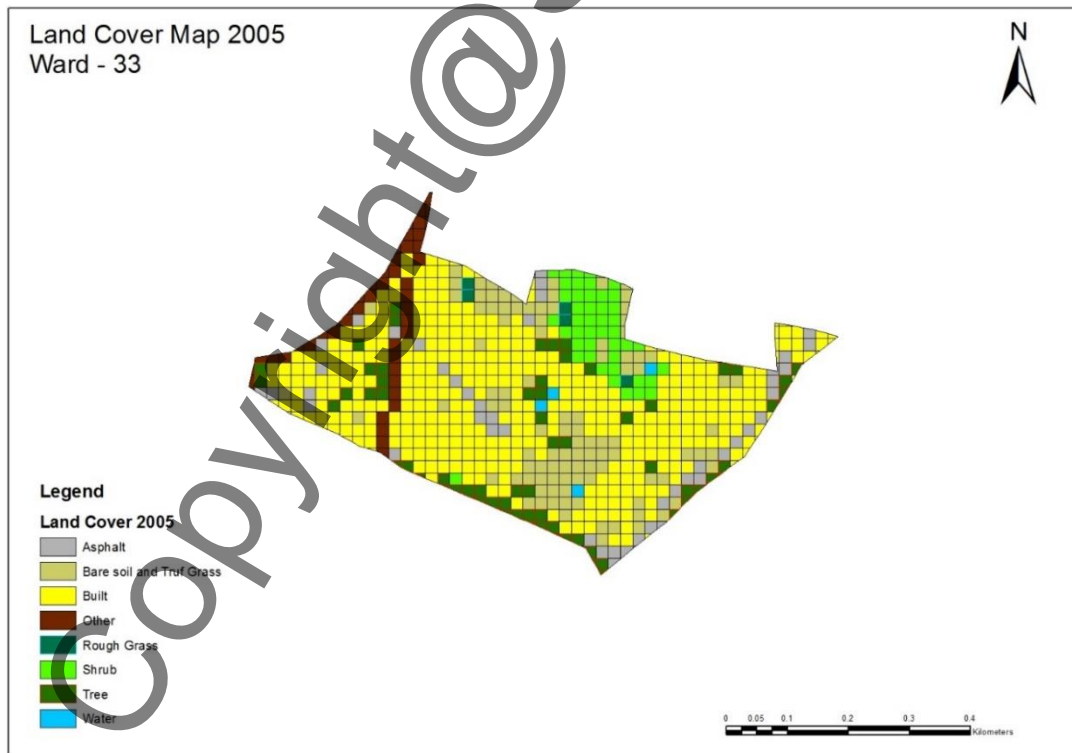 Land Cover Map 2005
Ward - 33
N
Legend
Land Cover 2005
Asphalt
Bare soil and Truf Grass
Built
Other
Rough Grass
Shrub
Tree
Water
0 0.05 0.1 0.2 0.3 0.4
Kilometers
Copyright@